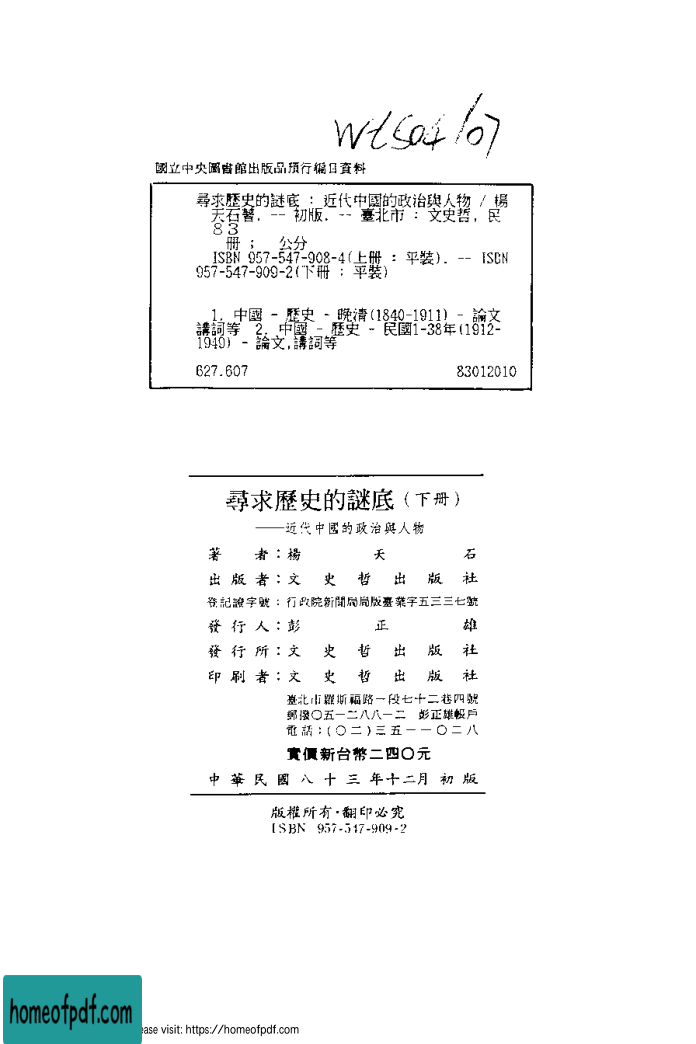 國立中央圖書館出版品預行編目資料
尋求歷史的謎底 : 近代中國的政治與人物 / 楊
天石著. -- 初版. -- 臺北市 : 文史哲, 民
８３
冊 ; 公分
ISBN 957-547-908-4(上冊 : 平裝). -- ISBN
957-547-909-2(下冊 : 平裝)
1. 中國 - 歷史 - 晚清(1840-1911) - 論文
講詞等 2. 中國 - 歷史 - 民國1-38年(1912-
1949) - 論文,講詞等
627.607 83012010
尋求歷史的謎底（下冊）
——近代中國的政治與人物
著者：楊天石
出版者：文史哲出版社
登記證字號：行政院新聞局局版臺業字五三三七號
發行人：彭正雄
發行所：文史哲出版社
印刷者：文史哲出版社
臺北市羅斯福路一段七十二巷四號
郵撥〇五一二八八一二 彭正雄帳戶
電話：(〇二)三五一一〇二八
實價新台幣二四〇元
中華民國八十三年十二月初版
版權所有·翻印必究
ISBN 957-547-909-2
homeofpdf.com
ease visit: https://homeofpdf.com